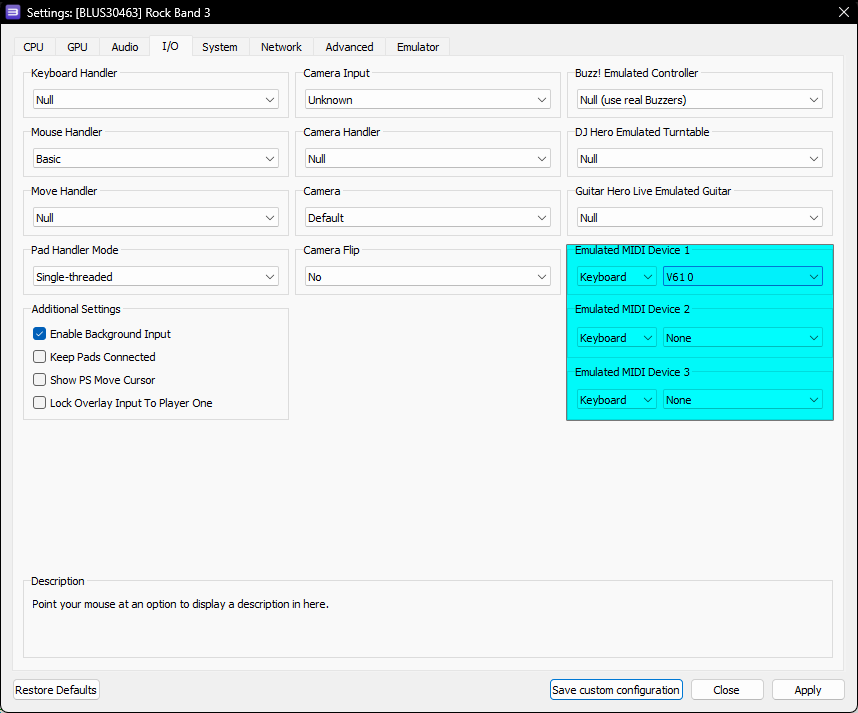 Settings: [BLUS30463] Rock Band 3
CPU GPU Audio I/O System Network Advanced Emulator
Keyboard Handler
Null
Mouse Handler
Basic
Move Handler
Null
Pad Handler Mode
Single-threaded
Additional Settings
Enable Background Input
Keep Pads Connected
Show PS Move Cursor
Lock Overlay Input To Player One
Camera Input
Unknown
Camera Handler
Null
Camera
Default
Camera Flip
No
Buzz! Emulated Controller
Null (use real Buzzers)
DJ Hero Emulated Turntable
Null
Guitar Hero Live Emulated Guitar
Null
Emulated MIDI Device 1
Keyboard V61 0
Emulated MIDI Device 2
Keyboard None
Emulated MIDI Device 3
Keyboard None
Description
Point your mouse at an option to display a description in here.
Restore Defaults Save custom configuration Close Apply